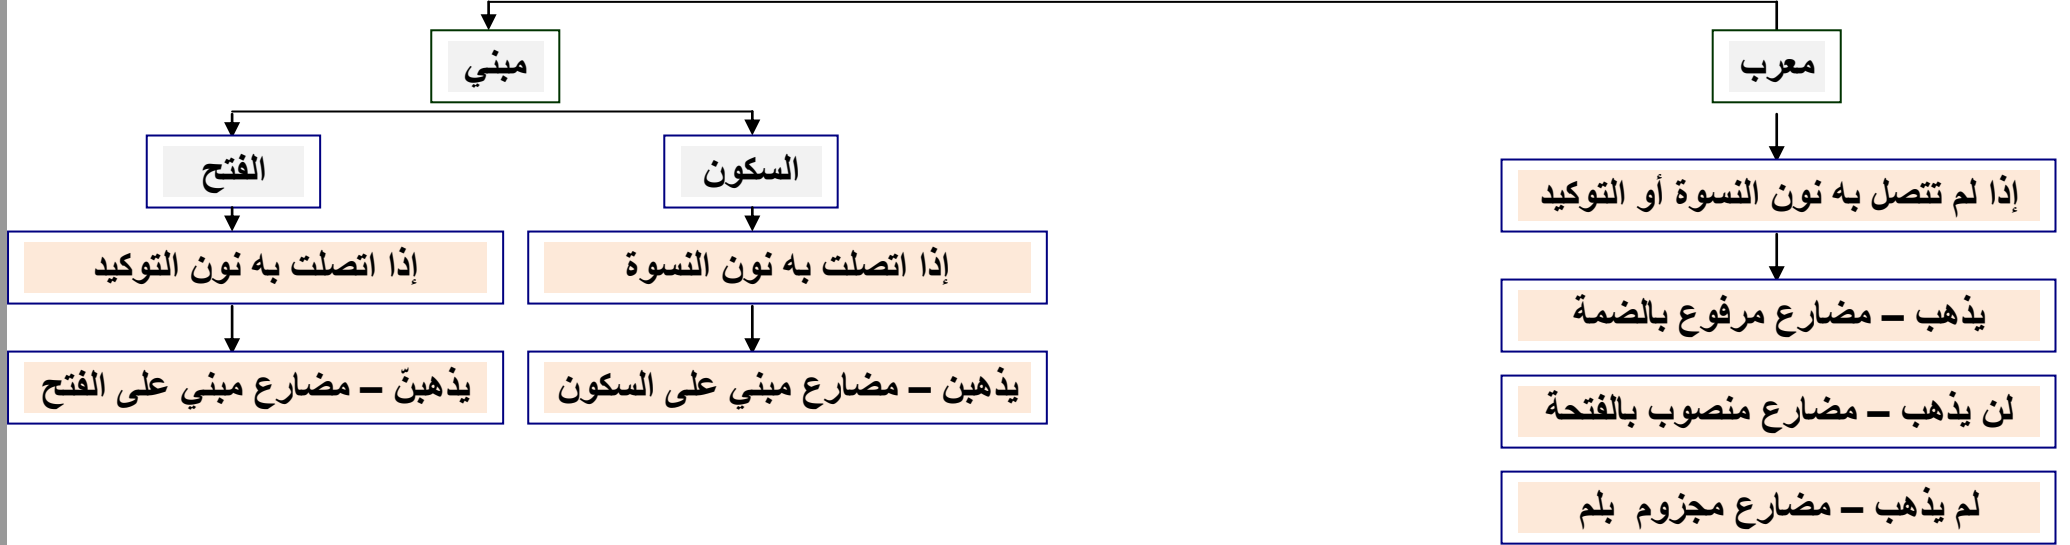 معرب
مبني
إذا لم تتصل به نون النسوة أو التوكيد
يذهب – مضارع مرفوع بالضمة
لن يذهب – مضارع منصوب بالفتحة
لم يذهب – مضارع مجزوم بلم
السكون
إذا اتصلت به نون النسوة
يذهبن – مضارع مبني على السكون
الفتح
إذا اتصلت به نون التوكيد
يذهبنّ – مضارع مبني على الفتح